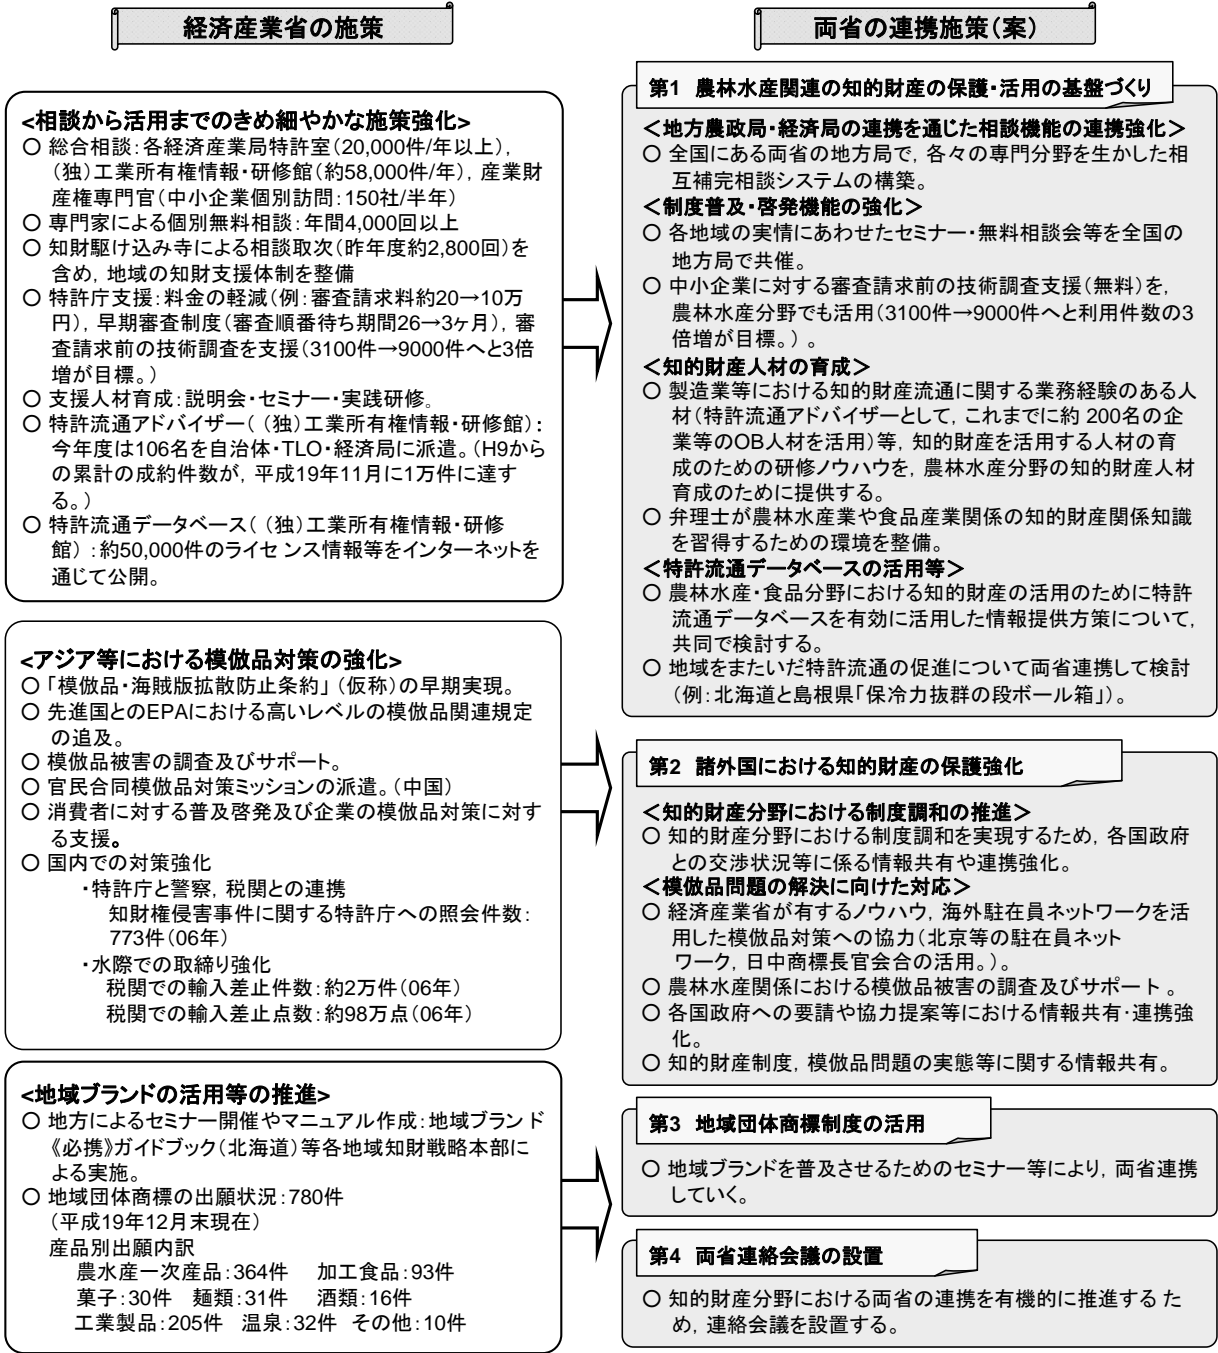 経済産業省の施策
<相談から活用までのきめ細やかな施策強化>
○ 総合相談：各経済産業局特許室（20,000件/年以上），
（独）工業所有権情報・研修館（約58,000件/年），産業財
産権専門官（中小企業個別訪問：150社/半年）
○ 専門家による個別無料相談：年間4,000回以上
○ 知財駆け込み寺による相談取次（昨年度約2,800回）を
含め，地域の知財支援体制を整備
○ 特許庁支援：料金の軽減（例：審査請求料約20→10万
円），早期審査制度（審査順番待ち期間26→3ヶ月），審
査請求前の技術調査を支援（3100件→9000件へと3倍
増が目標。）
○ 支援人材育成：説明会・セミナー・実践研修。
○ 特許流通アドバイザー（（独）工業所有権情報・研修館）：
今年度は106名を自治体・TLO・経済局に派遣。（H9から
の累計の成約件数が，平成19年11月に1万件に達す
る。）
○ 特許流通データベース（（独）工業所有権情報・研修
館）：約50,000件のライセンス情報等をインターネットを
通じて公開。
<アジア等における模倣品対策の強化>
○ 「模倣品・海賊版拡散防止条約」（仮称）の早期実現。
○ 先進国とのEPAにおける高いレベルの模倣品関連規定
の追及。
○ 模倣品被害の調査及びサポート。
○ 官民合同模倣品対策ミッションの派遣。（中国）
○ 消費者に対する普及啓発及び企業の模倣品対策に対す
る支援。
○ 国内での対策強化
・特許庁と警察，税関との連携
知財権侵害事件に関する特許庁への照会件数：
773件（06年）
・水際での取締り強化
税関での輸入差止件数：約2万件（06年）
税関での輸入差止点数：約98万点（06年）
<地域ブランドの活用等の推進>
○ 地方によるセミナー開催やマニュアル作成：地域ブランド
《必携》ガイドブック（北海道）等各地域知財戦略本部に
よる実施。
○ 地域団体商標の出願状況：780件
（平成19年12月末現在）
産品別出願内訳
農水産一次産品：364件 加工食品：93件
菓子：30件 麺類：31件 酒類：16件
工業製品：205件 温泉：32件 その他：10件
両省の連携施策（案）
第1 農林水産関連の知的財産の保護・活用の基盤づくり
＜地方農政局・経済局の連携を通じた相談機能の連携強化＞
○ 全国にある両省の地方局で，各々の専門分野を生かした相
互補完相談システムの構築。
＜制度普及・啓発機能の強化＞
○ 各地域の実情にあわせたセミナー・無料相談会等を全国の
地方局で共催。
○ 中小企業に対する審査請求前の技術調査支援（無料）を，
農林水産分野でも活用（3100件→9000件へと利用件数の3
倍増が目標。）。
＜知的財産人材の育成＞
○ 製造業等における知的財産流通に関する業務経験のある人
材（特許流通アドバイザーとして，これまでに約 200名の企
業等のOB人材を活用）等，知的財産を活用する人材の育
成のための研修ノウハウを，農林水産分野の知的財産人材
育成のために提供する。
○ 弁理士が農林水産業や食品産業関係の知的財産関係知識
を習得するための環境を整備。
＜特許流通データベースの活用等＞
○ 農林水産・食品分野における知的財産の活用のために特許
流通データベースを有効に活用した情報提供方策について，
共同で検討する。
○ 地域をまたいだ特許流通の促進について両省連携して検討
（例：北海道と島根県「保冷力抜群の段ボール箱」）。
第2 諸外国における知的財産の保護強化
＜知的財産分野における制度調和の推進＞
○ 知的財産分野における制度調和を実現するため，各国政府
との交渉状況等に係る情報共有や連携強化。
＜模倣品問題の解決に向けた対応＞
○ 経済産業省が有するノウハウ，海外駐在員ネットワークを活
用した模倣品対策への協力（北京等の駐在員ネット
ワーク，日中商標長官会合の活用。）。
○ 農林水産関係における模倣品被害の調査及びサポート。
○ 各国政府への要請や協力提案等における情報共有・連携強
化。
○ 知的財産制度，模倣品問題の実態等に関する情報共有。
第3 地域団体商標制度の活用
○ 地域ブランドを普及させるためのセミナー等により，両省連携
していく。
第4 両省連絡会議の設置
○ 知的財産分野における両省の連携を有機的に推進するた
め，連絡会議を設置する。